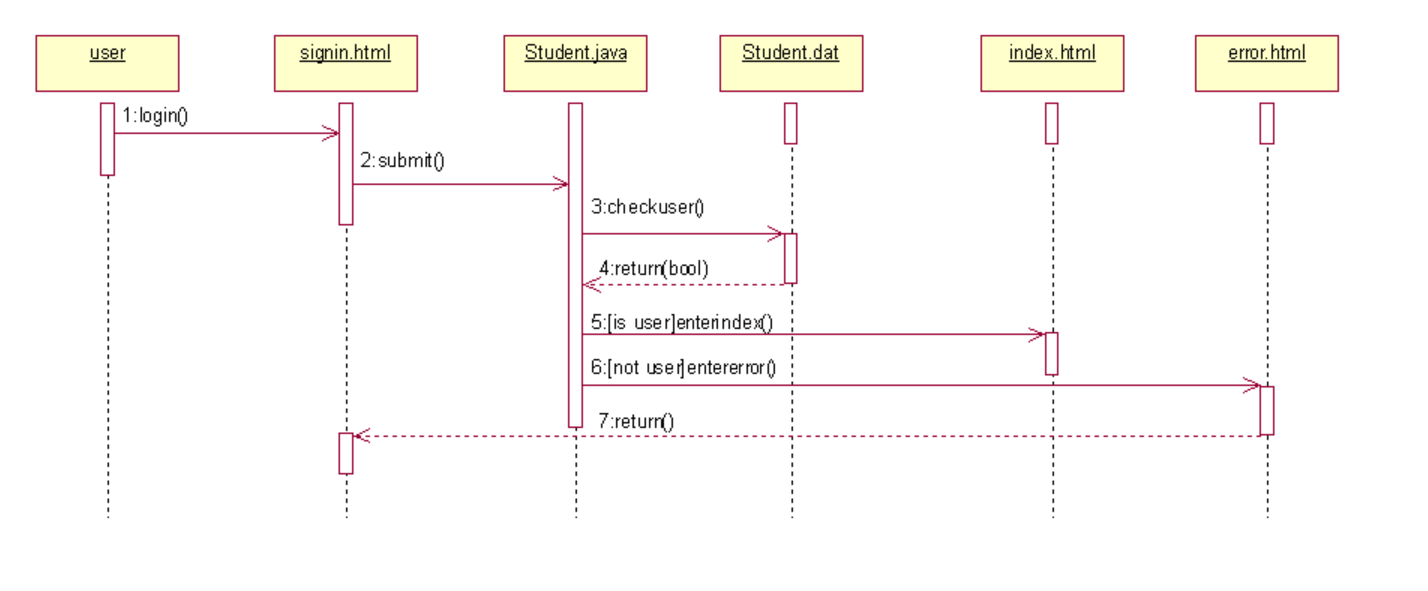 user
signin.html
Student.java
Student.dat
index.html
error.html
1:login()
2:submit()
3:checkuser()
4:return(bool)
5:[is user]enterindex()
6:[not user]entererror()
7:return()